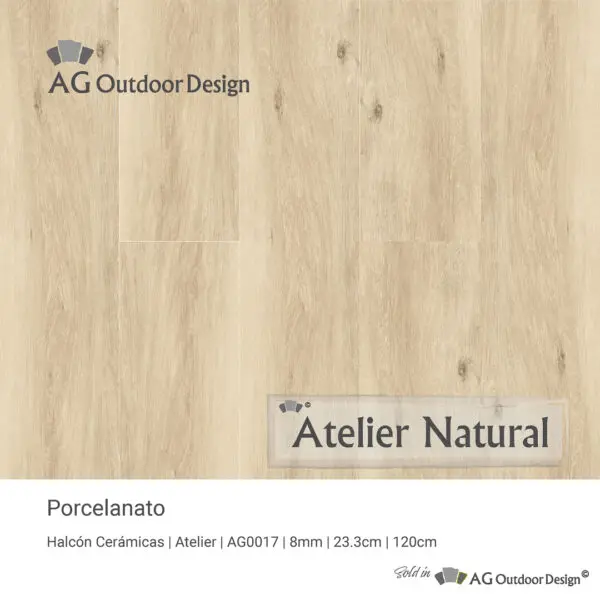 AG Outdoor Design
©
Atelier Natural
Porcelanato
Halcón Cerámicas | Atelier | AG0017 | 8mm | 23.3cm | 120cm
Sold in AG Outdoor Design©